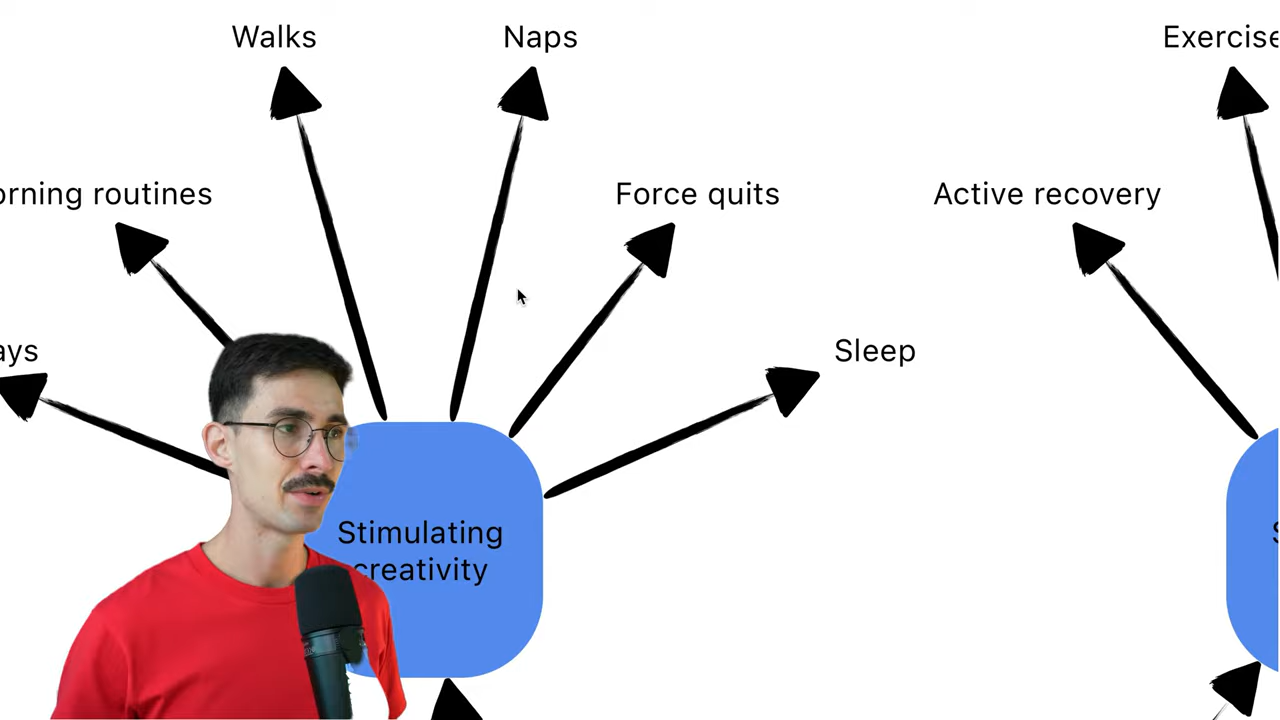 Walks
Naps
Exercise
orning routines
Force quits
Active recovery
ays
Sleep
Stimulating
creativity